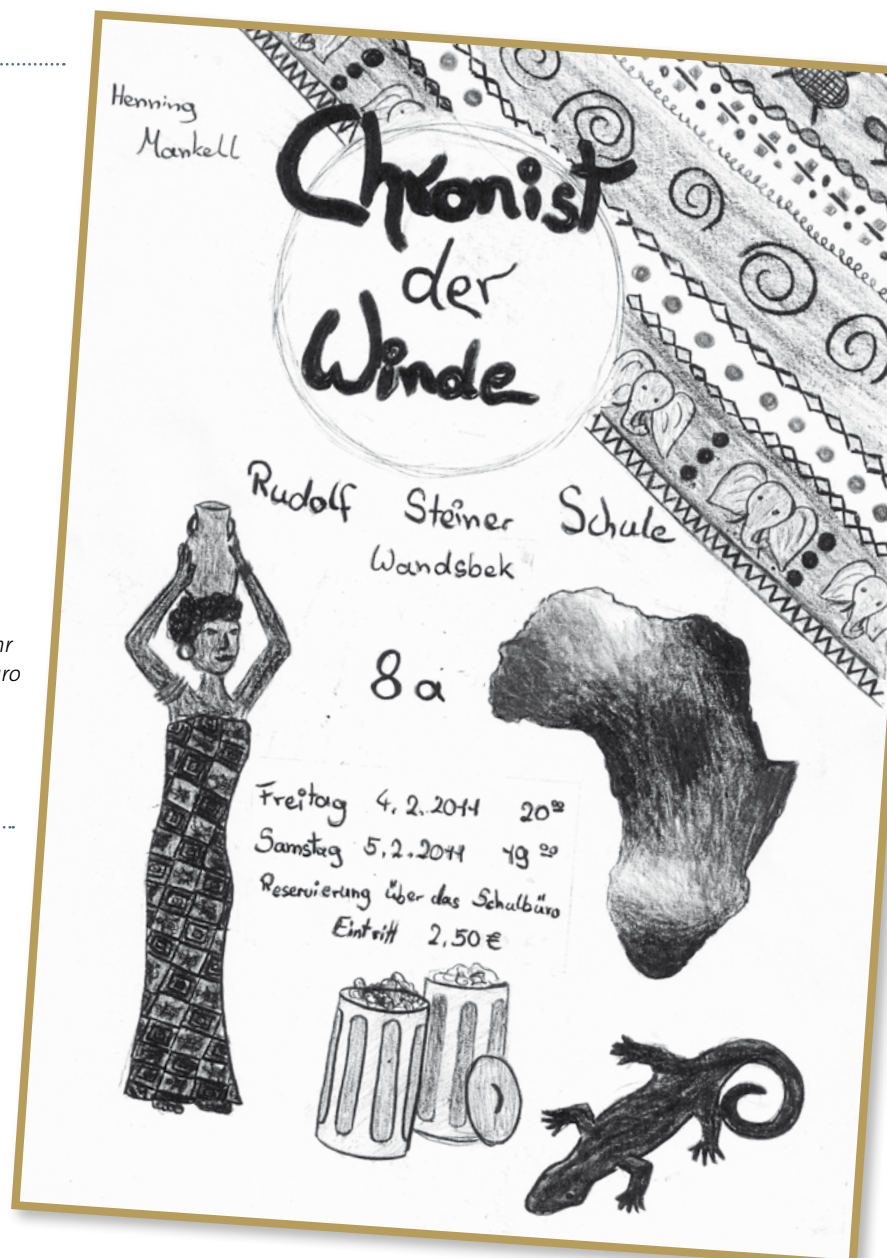 Henning
Mankell
Chronist
der
Winde
Rudolf Steiner Schule
Wandsbek
8a
Freitag 4.2.2011 20⁰⁰
Samstag 5.2.2011 19⁰⁰
Reservierung über das Schulbüro
Eintritt 2,50 €